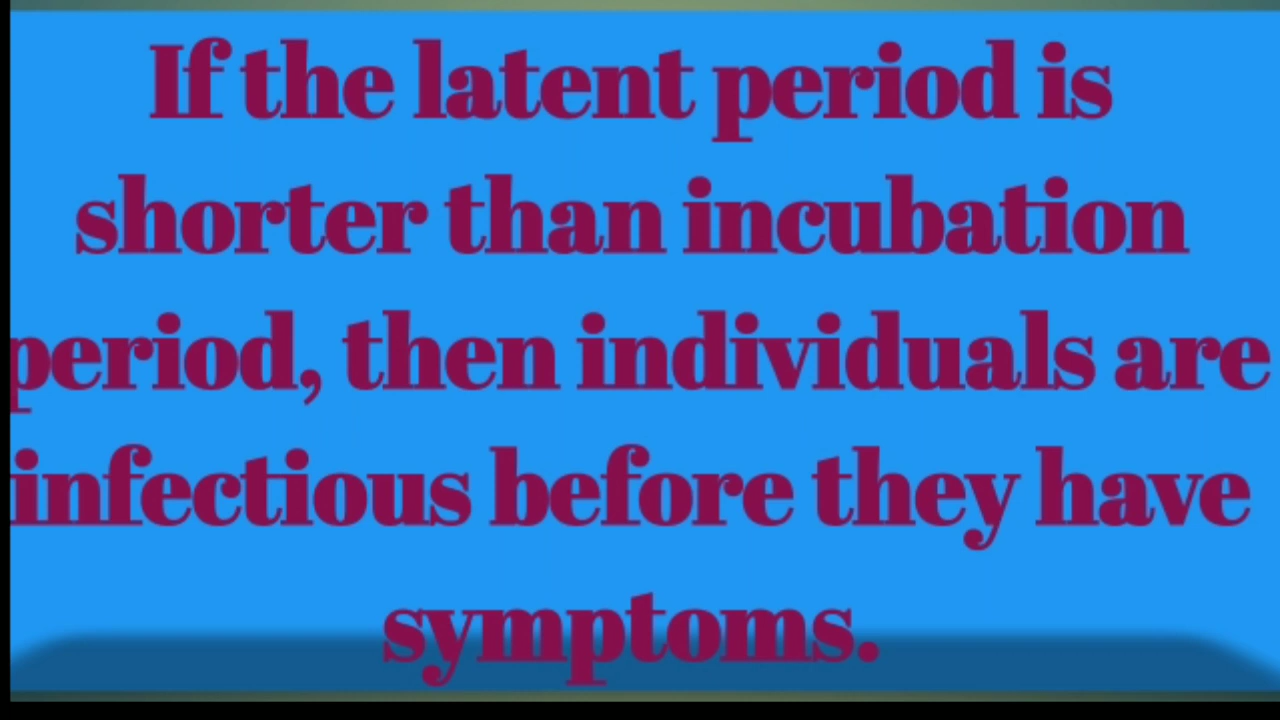 If the latent period is
shorter than incubation
period, then individuals are
infectious before they have
symptoms.